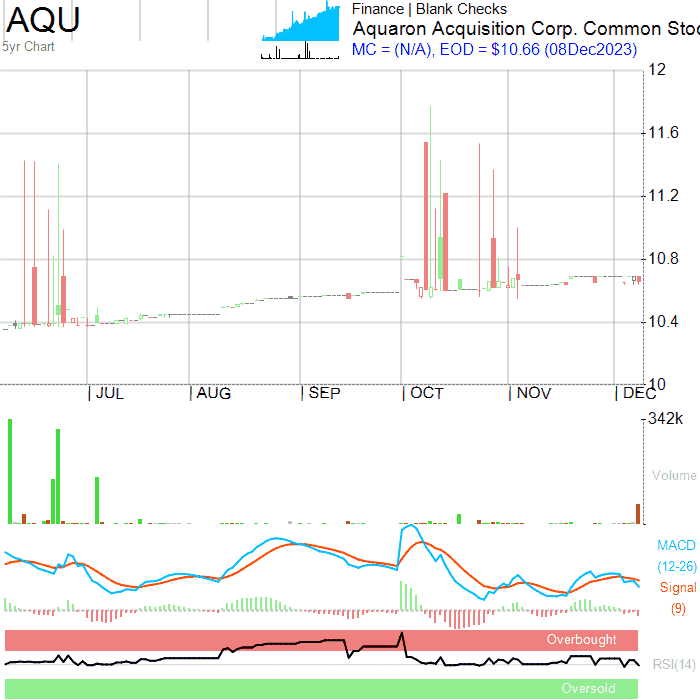 AQU
5yr Chart
Finance | Blank Checks
Aquaron Acquisition Corp. Common Stoc
MC = (N/A), EOD = $10.66 (08Dec2023)
12
11.6
11.2
10.8
10.4
10
JUL
AUG
SEP
OCT
NOV
DEC
342k
Volume
MACD
(12-26)
Signal
(9)
Overbought
RSI(14)
Oversold